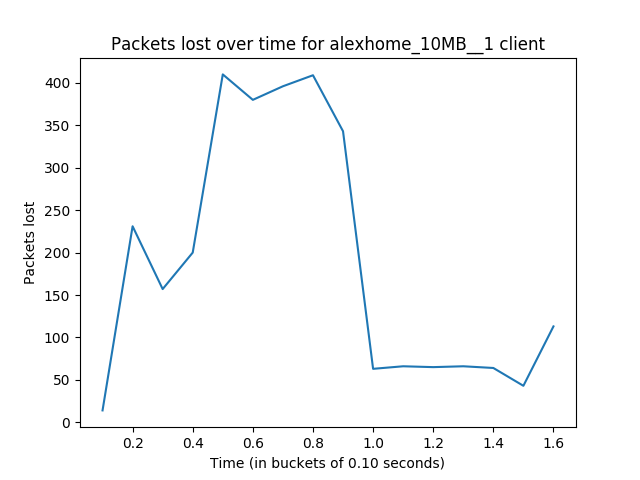 Packets lost over time for alexhome_10MB__1 client
400
350
300
250
200
150
100
50
0
Packets lost
0.2 0.4 0.6 0.8 1.0 1.2 1.4 1.6
Time (in buckets of 0.10 seconds)